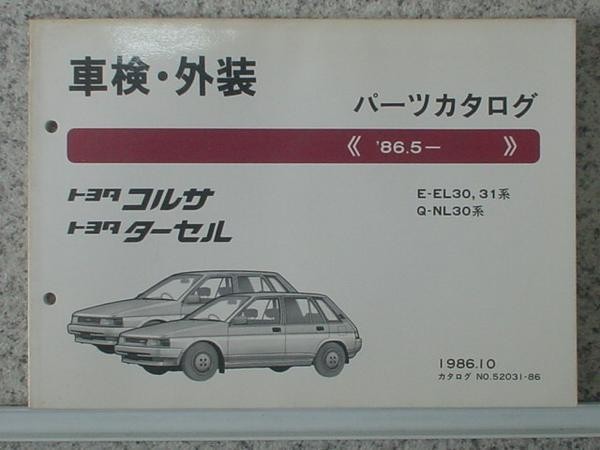 車検・外装
パーツカタログ
《 '86.5－ 》
トヨタ コルサ
トヨタ ターセル
E-EL30, 31系
Q-NL30系
1986.10
カタログ NO.52031-86